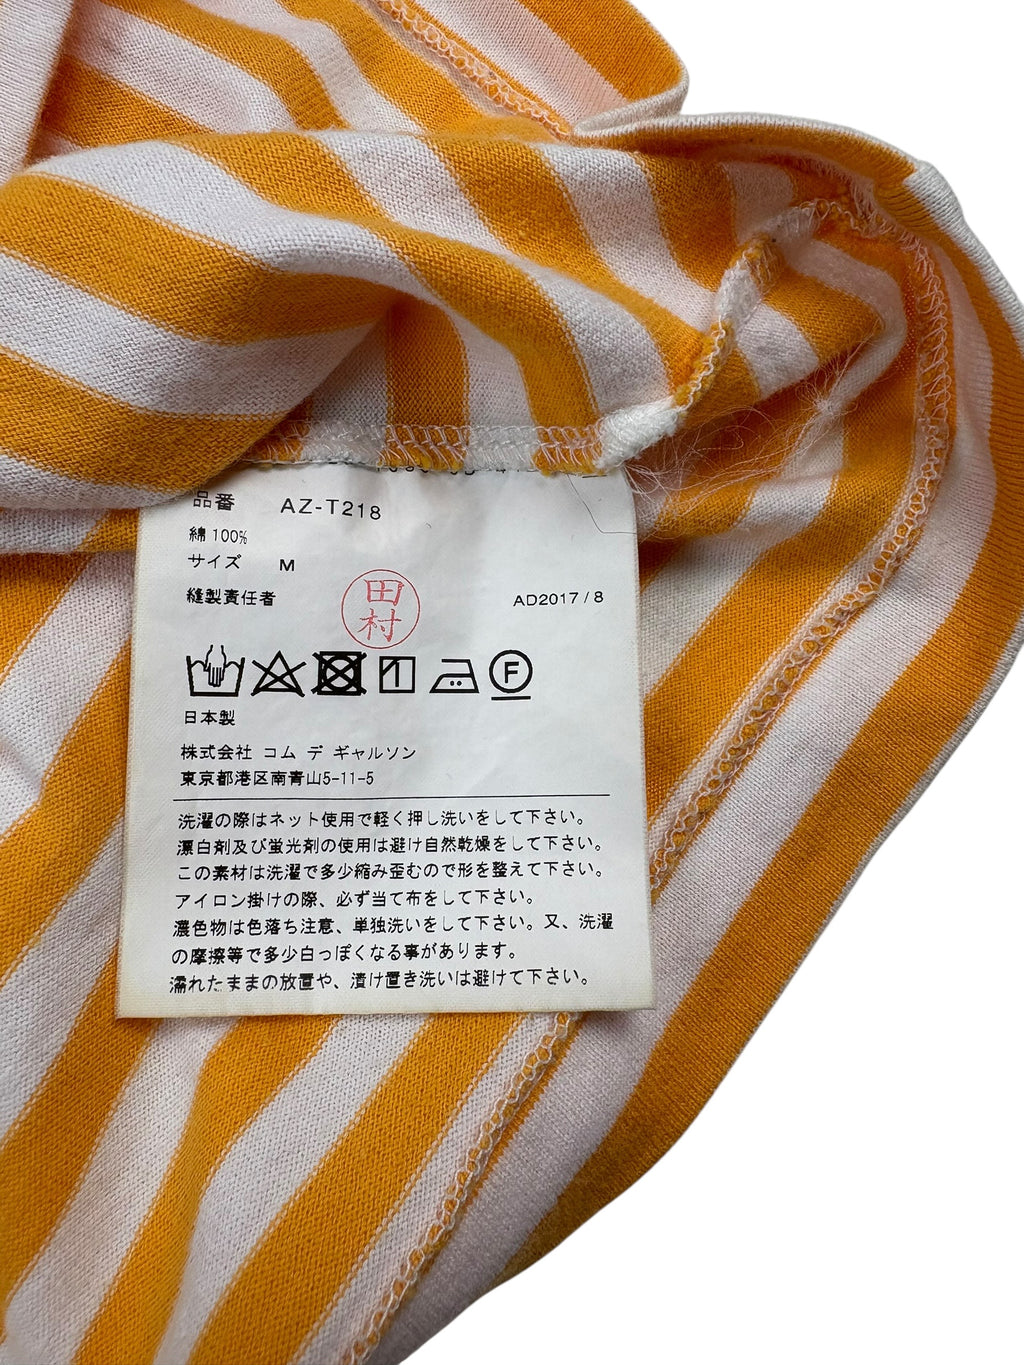 品番 AZ-T218
綿 100%
サイズ M
縫製責任者 田村 AD2017 / 8
F
日本製
株式会社 コム デ ギャルソン
東京都港区南青山5-11-5
洗濯の際はネット使用で軽く押し洗いをして下さい。
漂白剤及び蛍光剤の使用は避け自然乾燥をして下さい。
この素材は洗濯で多少縮み歪むので形を整えて下さい。
アイロン掛けの際、必ず当て布をして下さい。
濃色物は色落ち注意、単独洗いをして下さい。又、洗濯
の摩擦等で多少白っぽくなる事があります。
濡れたままの放置や、漬け置き洗いは避けて下さい。